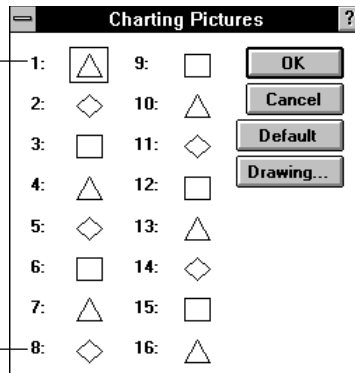 Charting Pictures ?
1: 9: OK
2: 10: Cancel
3: 11: Default
4: 12: Drawing...
5: 13:
6: 14:
7: 15:
8: 16: